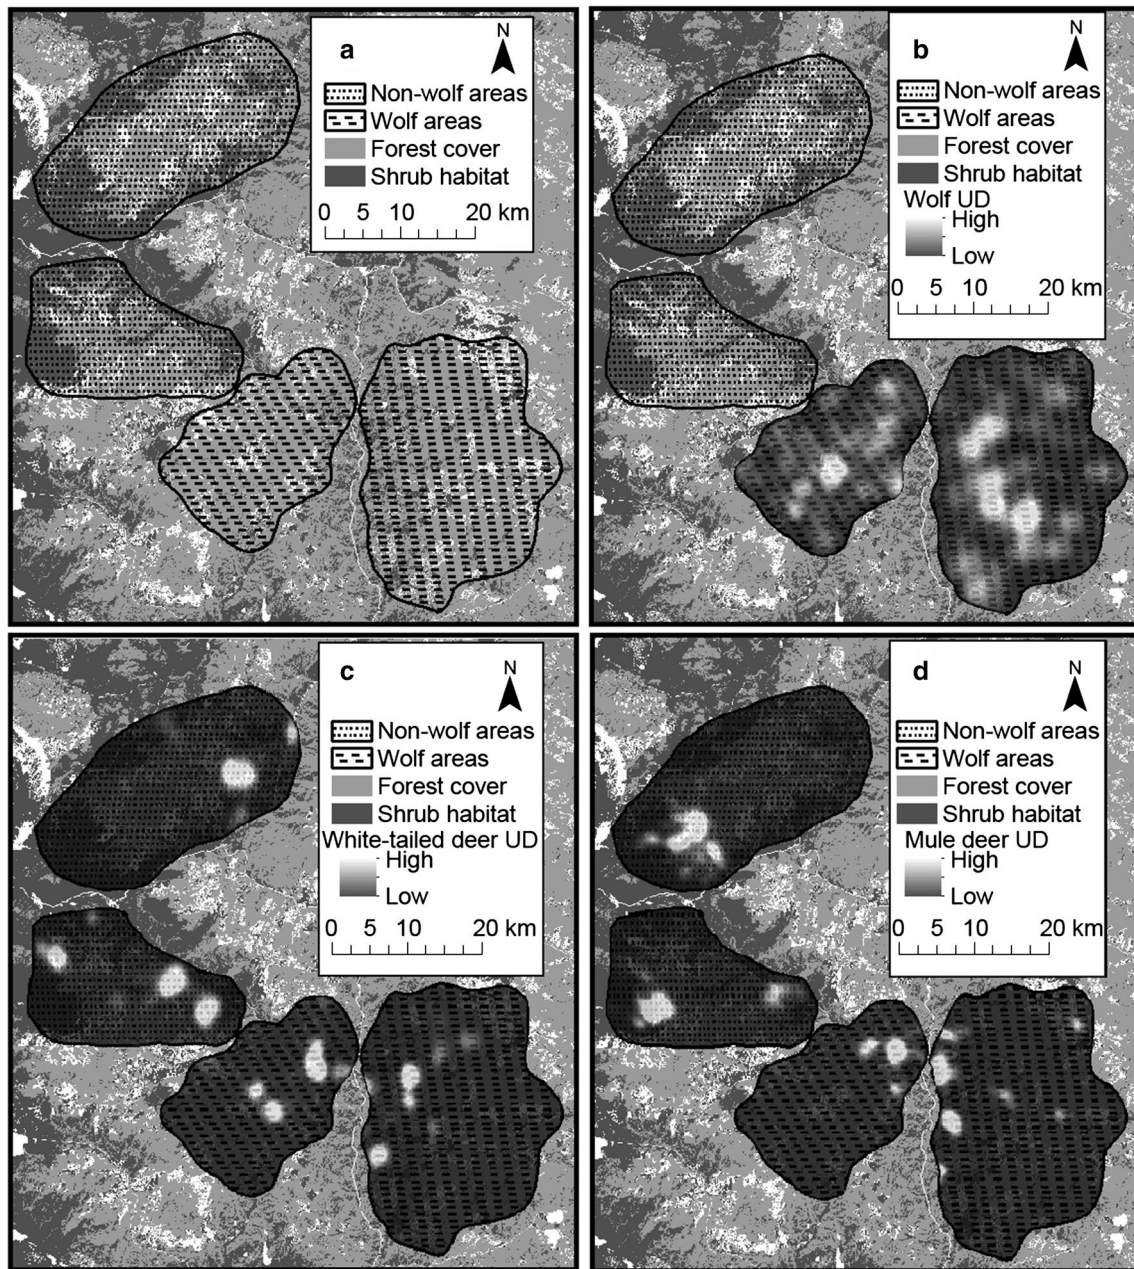 a
N
Non-wolf areas
Wolf areas
Forest cover
Shrub habitat
0 5 10 20 km
b
N
Non-wolf areas
Wolf areas
Forest cover
Shrub habitat
Wolf UD
High
Low
0 5 10 20 km
c
N
Non-wolf areas
Wolf areas
Forest cover
Shrub habitat
White-tailed deer UD
High
Low
0 5 10 20 km
d
N
Non-wolf areas
Wolf areas
Forest cover
Shrub habitat
Mule deer UD
High
Low
0 5 10 20 km